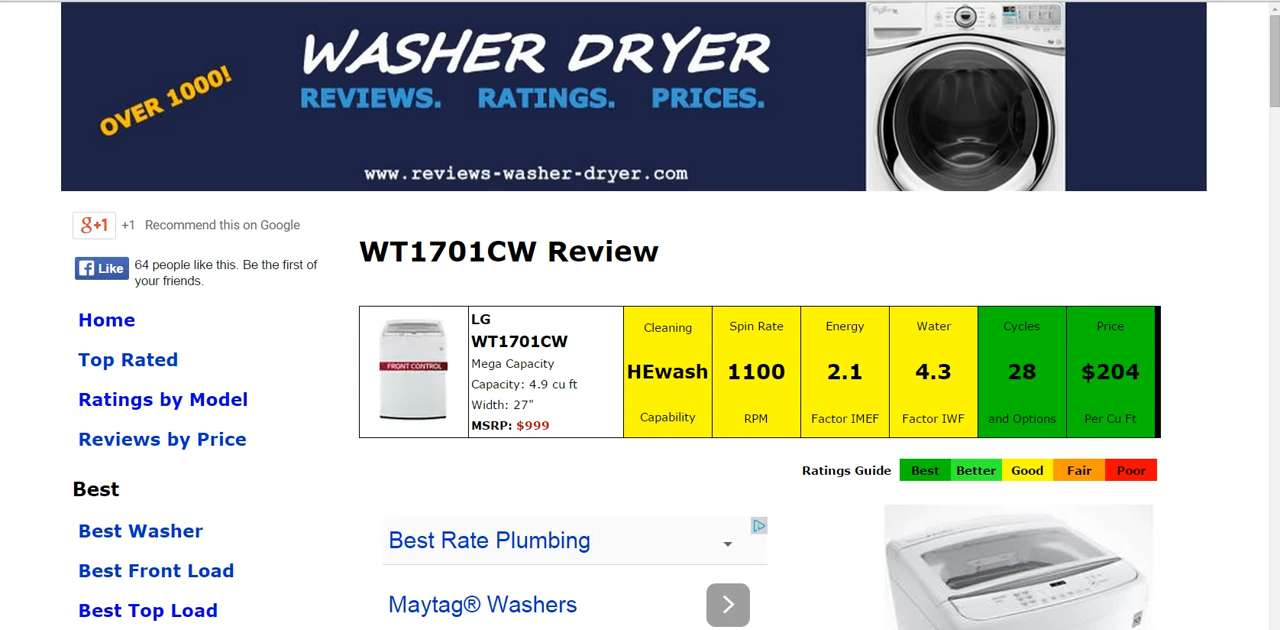 OVER 1000!
WASHER DRYER
REVIEWS. RATINGS. PRICES.
www.reviews-washer-dryer.com
g+1 +1 Recommend this on Google
Like 64 people like this. Be the first of
your friends.
Home
Top Rated
Ratings by Model
Reviews by Price
Best
Best Washer
Best Front Load
Best Top Load
WT1701CW Review
FRONT CONTROL
LG
WT1701CW
Mega Capacity
Capacity: 4.9 cu ft
Width: 27"
MSRP: $999
Cleaning
HEwash
Capability
Spin Rate
1100
RPM
Energy
2.1
Factor IMEF
Water
4.3
Factor IWF
Cycles
28
and Options
Price
$204
Per Cu Ft
Ratings Guide Best Better Good Fair Poor
Best Rate Plumbing
Maytag® Washers